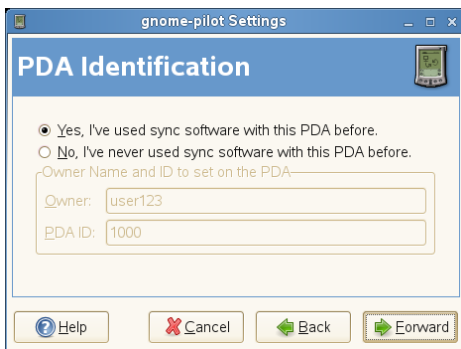 gnome-pilot Settings
PDA Identification
Yes, I've used sync software with this PDA before.
No, I've never used sync software with this PDA before.
Owner Name and ID to set on the PDA
Owner: user123
PDA ID: 1000
Help Cancel Back Forward